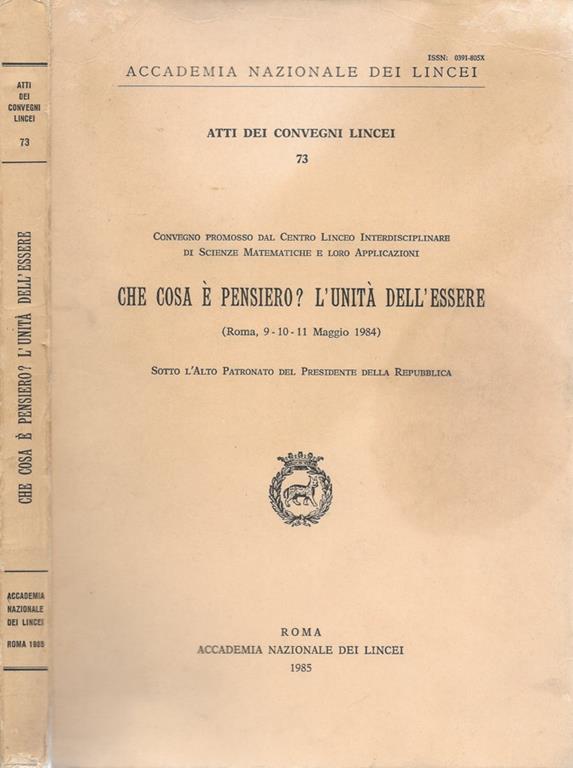 ATTI
DEI
CONVEGNI
LINCEI
73
CHE COSA È PENSIERO? L'UNITÀ DELL'ESSERE
ACCADEMIA
NAZIONALE
DEI LINCEI
ROMA 1985
ISSN: 0391-805X
ACCADEMIA NAZIONALE DEI LINCEI
ATTI DEI CONVEGNI LINCEI
73
CONVEGNO PROMOSSO DAL CENTRO LINCEO INTERDISCIPLINARE
DI SCIENZE MATEMATICHE E LORO APPLICAZIONI
CHE COSA È PENSIERO? L'UNITÀ DELL'ESSERE
(Roma, 9-10-11 Maggio 1984)
SOTTO L'ALTO PATRONATO DEL PRESIDENTE DELLA REPUBBLICA
ROMA
ACCADEMIA NAZIONALE DEI LINCEI
1985